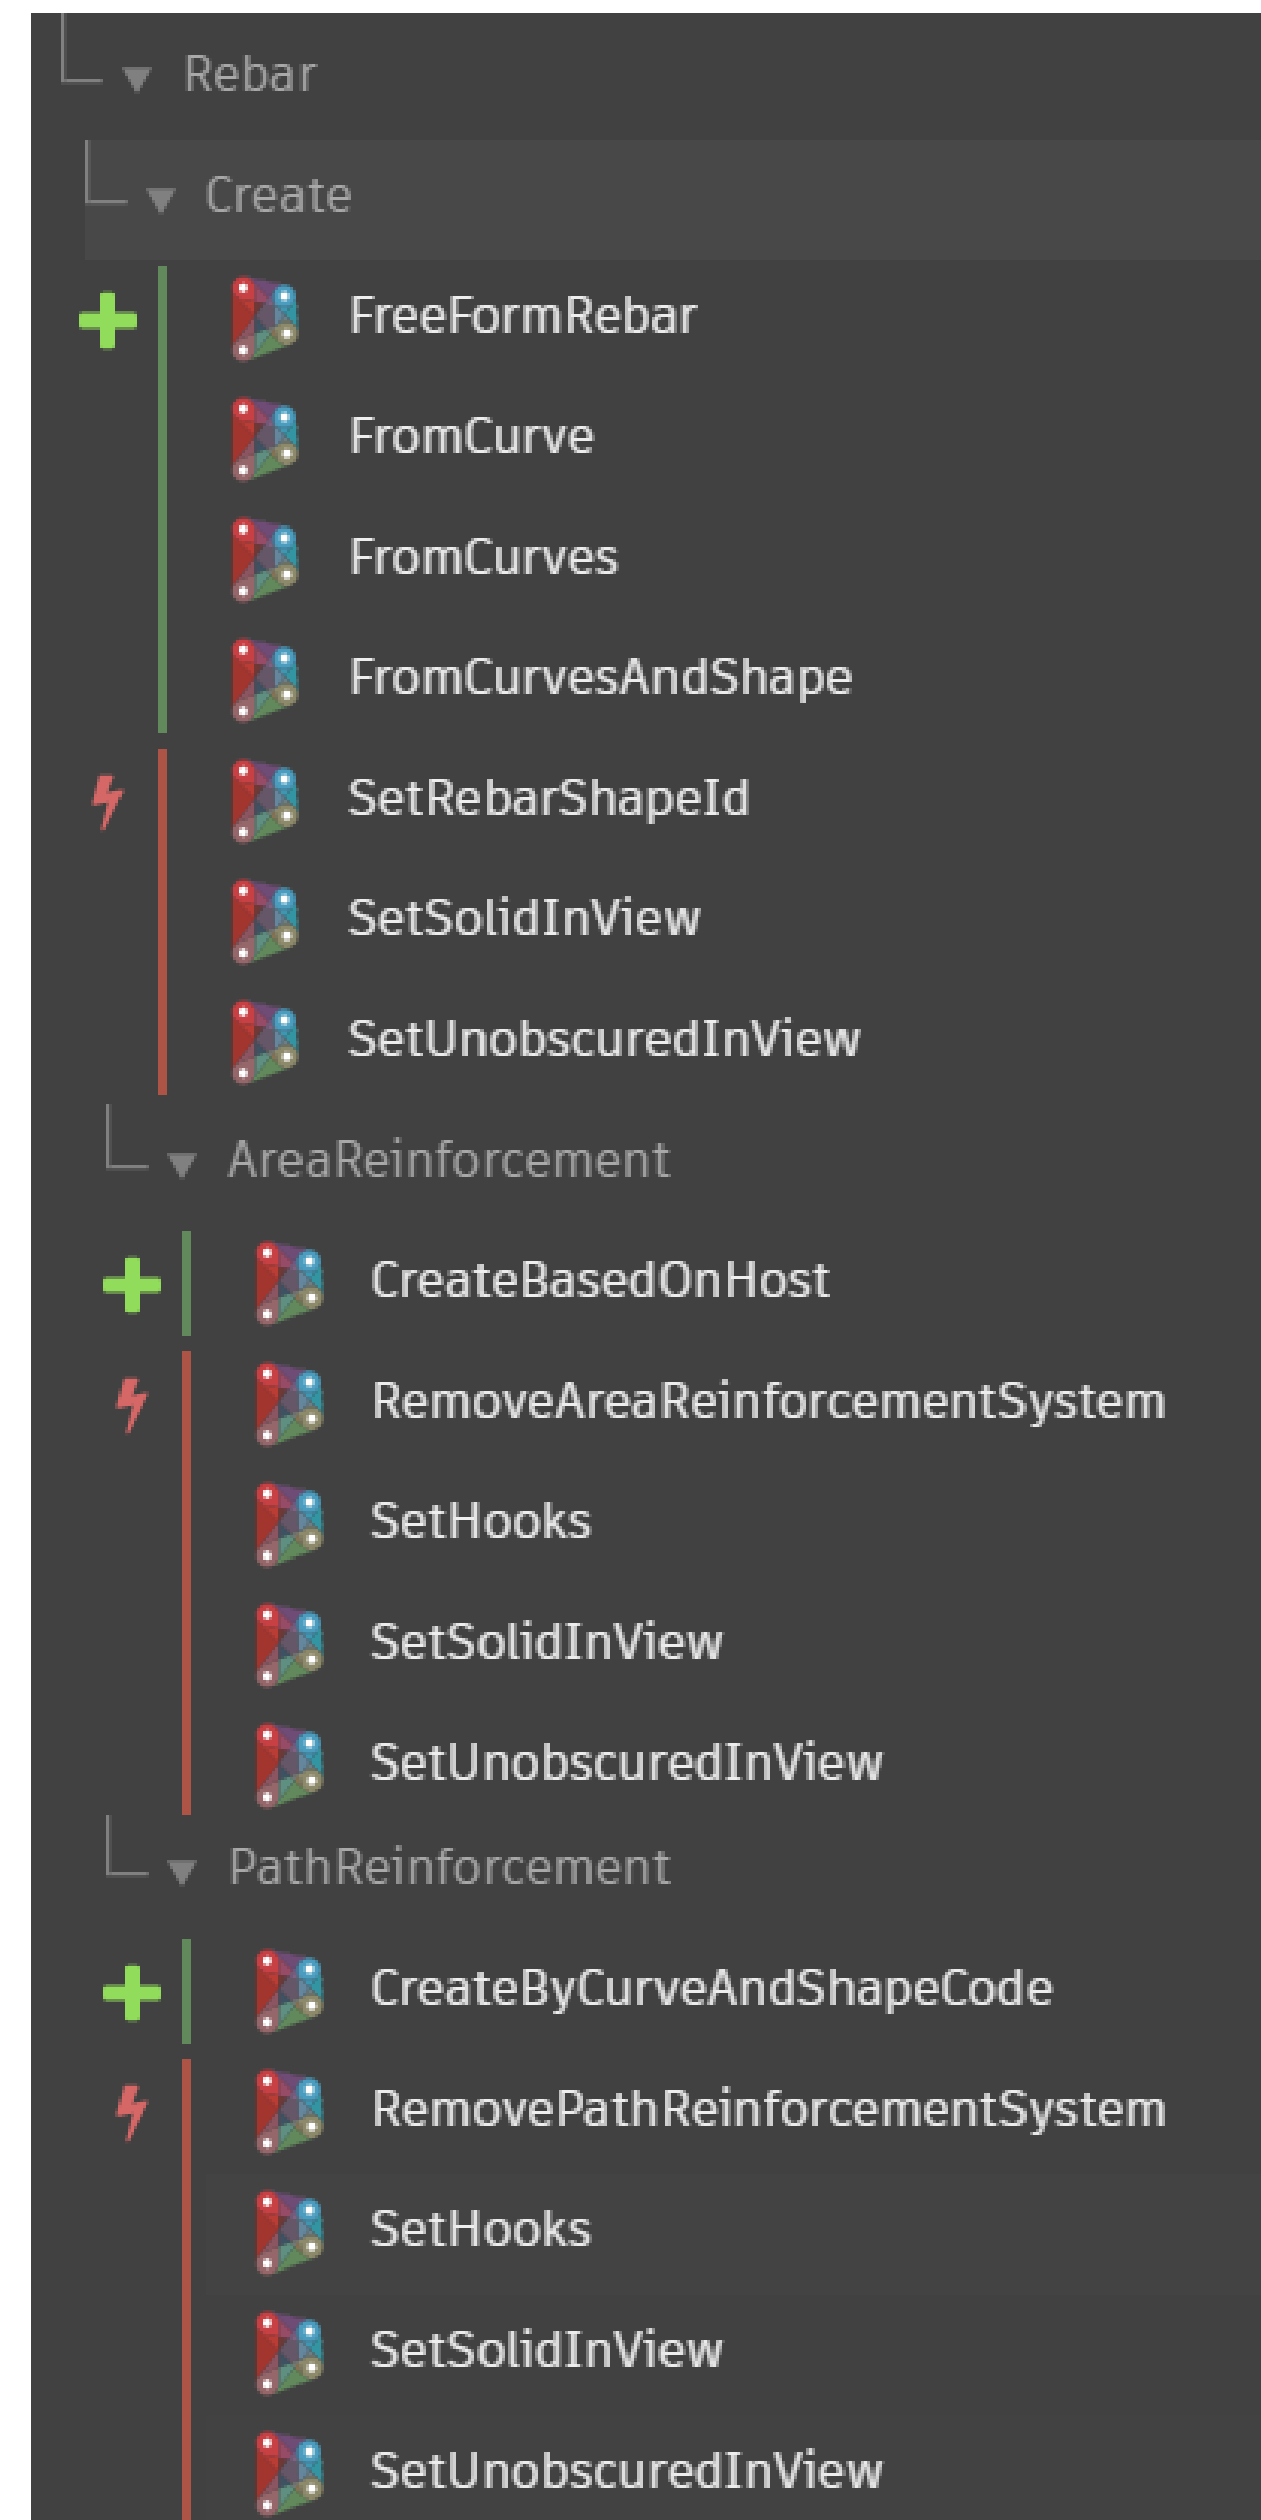 Rebar
Create
FreeFormRebar
FromCurve
FromCurves
FromCurvesAndShape
SetRebarShapeId
SetSolidInView
SetUnobscuredInView
AreaReinforcement
CreateBasedOnHost
RemoveAreaReinforcementSystem
SetHooks
SetSolidInView
SetUnobscuredInView
PathReinforcement
CreateByCurveAndShapeCode
RemovePathReinforcementSystem
SetHooks
SetSolidInView
SetUnobscuredInView